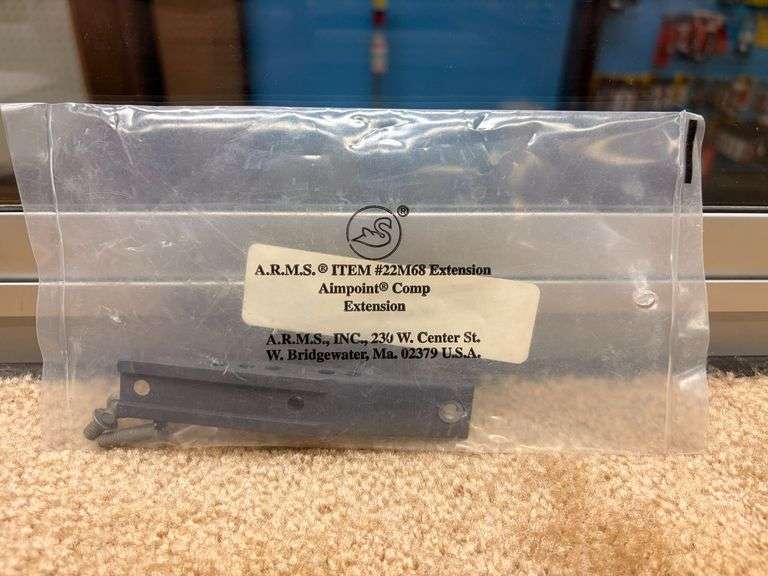 ®
A.R.M.S.® ITEM #22M68 Extension
Aimpoint® Comp
Extension
A.R.M.S., INC., 230 W. Center St.
W. Bridgewater, Ma. 02379 U.S.A.